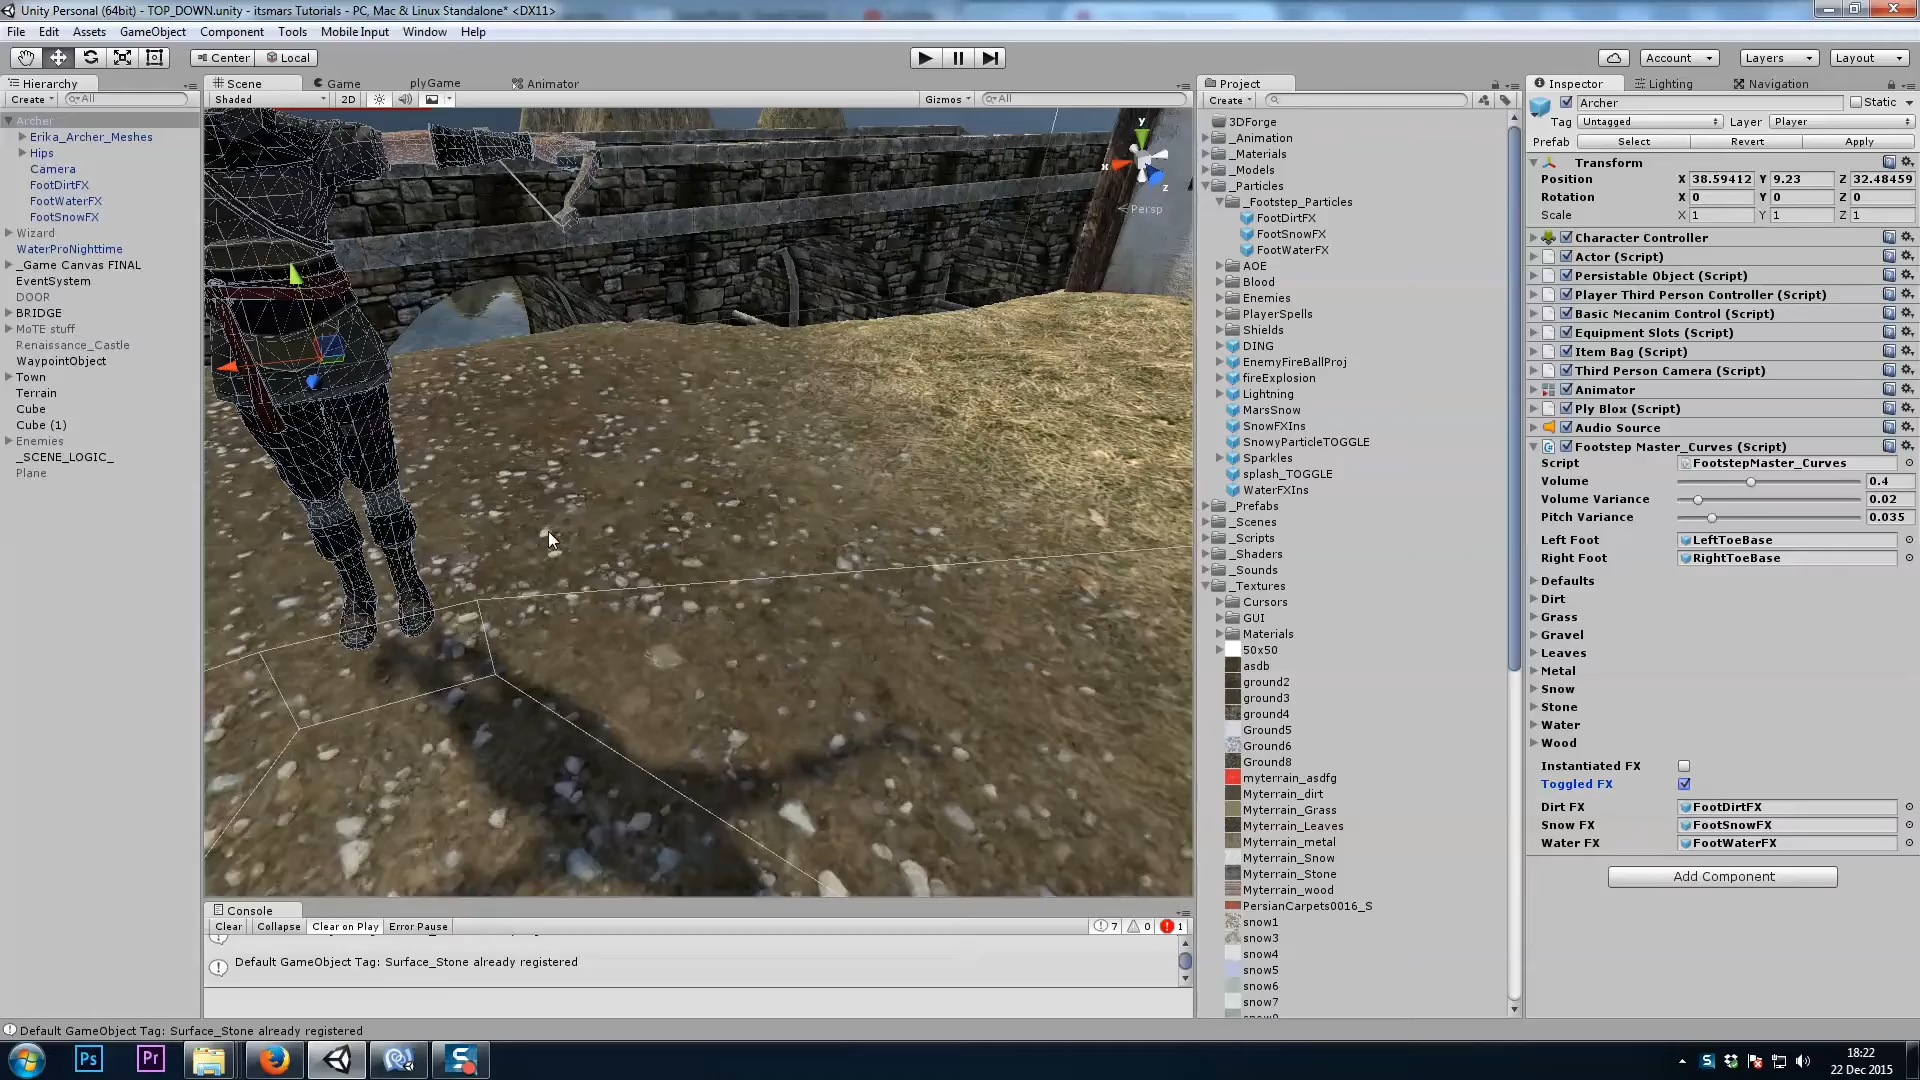 Unity Personal (64bit) - TOP_DOWN.unity - itsmars Tutorials - PC, Mac & Linux Standalone* <DX11>
File Edit Assets GameObject Component Tools Mobile Input Window Help
Center Local Account Layers Layout
Hierarchy
Create All
Archer
Erika_Archer_Meshes
Hips
Camera
FootDirtFX
FootWaterFX
FootSnowFX
Wizard
WaterProNighttime
_Game Canvas FINAL
EventSystem
DOOR
BRIDGE
MoTE stuff
Renaissance_Castle
WaypointObject
Town
Terrain
Cube
Cube (1)
Enemies
_SCENE_LOGIC_
Plane
Scene Game plyGame Animator
Shaded 2D Gizmos All
y
x
z
Persp
Console
Clear Collapse Clear on Play Error Pause 7 0 1
Default GameObject Tag: Surface_Stone already registered
Project
Create
3DForge
_Animation
_Materials
_Models
_Particles
_Footstep_Particles
FootDirtFX
FootSnowFX
FootWaterFX
AOE
Blood
Enemies
PlayerSpells
Shields
DING
EnemyFireBallProj
fireExplosion
Lightning
MarsSnow
SnowFXIns
SnowyParticleTOGGLE
Sparkles
splash_TOGGLE
WaterFXIns
_Prefabs
_Scenes
_Scripts
_Shaders
_Sounds
_Textures
Cursors
GUI
Materials
50x50
asdb
ground2
ground3
ground4
Ground5
Ground6
Ground8
myterrain_asdfg
Myterrain_dirt
Myterrain_Grass
Myterrain_Leaves
Myterrain_metal
Myterrain_Snow
Myterrain_Stone
Myterrain_wood
PersianCarpets0016_S
snow1
snow3
snow4
snow5
snow6
snow7
Inspector Lighting Navigation
Archer Static
Tag Untagged Layer Player
Prefab Select Revert Apply
Transform
Position X 38.59412 Y 9.23 Z 32.48459
Rotation X 0 Y 0 Z 0
Scale X 1 Y 1 Z 1
Character Controller
Actor (Script)
Persistable Object (Script)
Player Third Person Controller (Script)
Basic Mecanim Control (Script)
Equipment Slots (Script)
Item Bag (Script)
Third Person Camera (Script)
Animator
Ply Blox (Script)
Audio Source
Footstep Master_Curves (Script)
Script FootstepMaster_Curves
Volume 0.4
Volume Variance 0.02
Pitch Variance 0.035
Left Foot LeftToeBase
Right Foot RightToeBase
Defaults
Dirt
Grass
Gravel
Leaves
Metal
Snow
Stone
Water
Wood
Instantiated FX
Toggled FX
Dirt FX FootDirtFX
Snow FX FootSnowFX
Water FX FootWaterFX
Add Component
Default GameObject Tag: Surface_Stone already registered
Ps Pr S S
18:22
22 Dec 2015